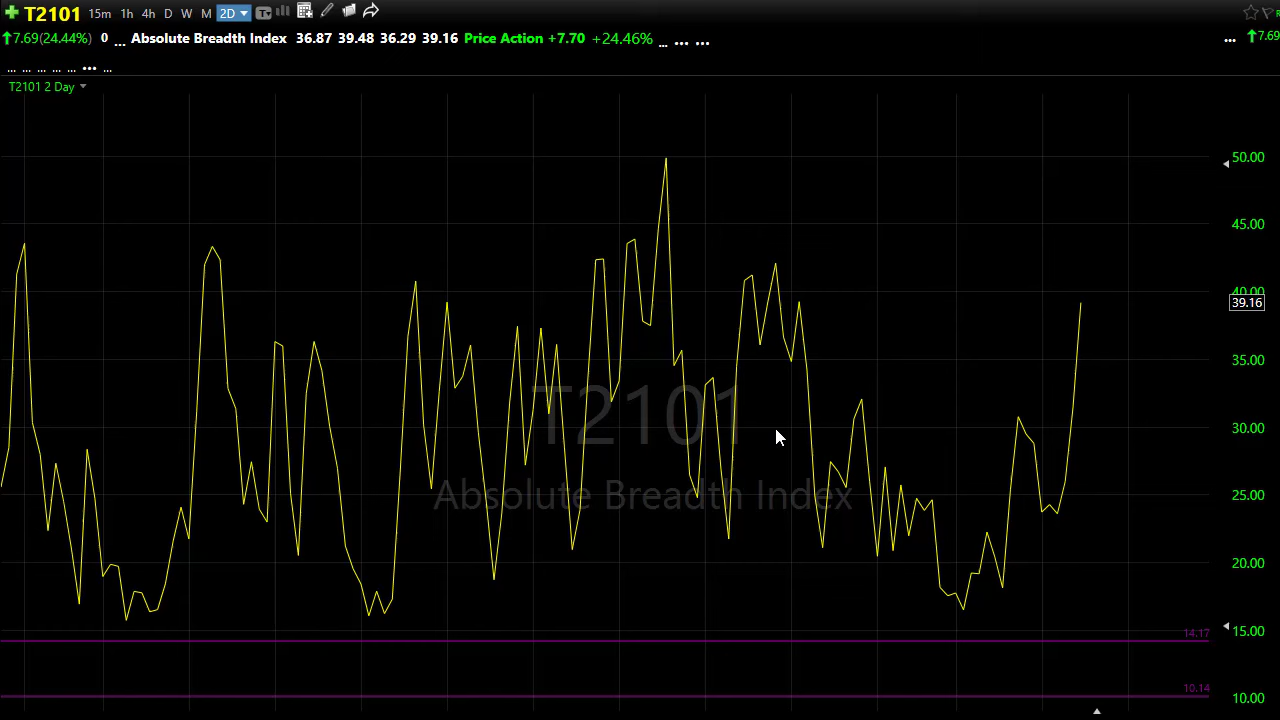 T2101 15m 1h 4h D W M 2D T
7.69(24.44%) 0 ... Absolute Breadth Index 36.87 39.48 36.29 39.16 Price Action +7.70 +24.46% ... ... ... ... 7.69
... ... ... ... ... ... ...
T2101 2 Day
50.00
45.00
40.00
39.16
35.00
T2101
30.00
Absolute Breadth Index
25.00
20.00
14.17
15.00
10.14
10.00